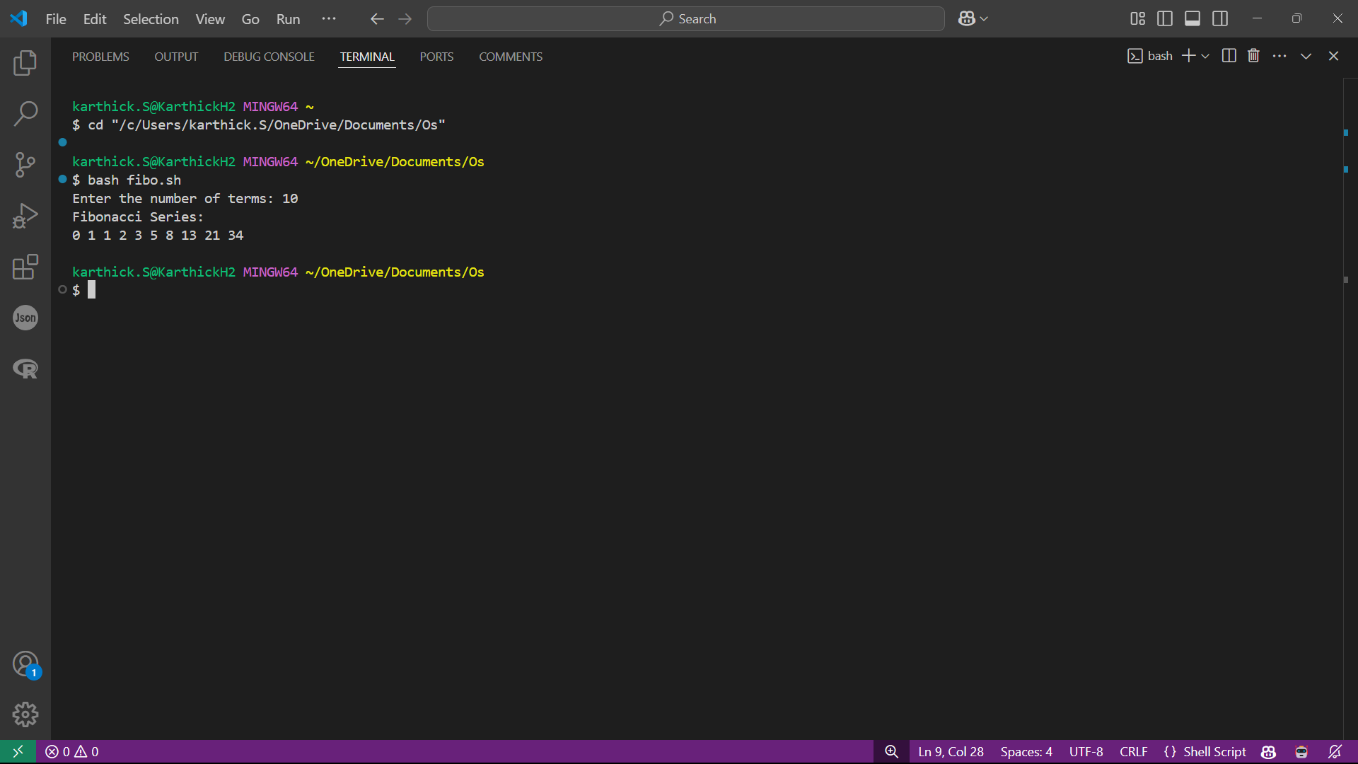 File Edit Selection View Go Run ··· Search
PROBLEMS OUTPUT DEBUG CONSOLE TERMINAL PORTS COMMENTS bash
karthick.S@KarthickH2 MINGW64 ~
$ cd "/c/Users/karthick.S/OneDrive/Documents/Os"
karthick.S@KarthickH2 MINGW64 ~/OneDrive/Documents/Os
$ bash fibo.sh
Enter the number of terms: 10
Fibonacci Series:
0 1 1 2 3 5 8 13 21 34
karthick.S@KarthickH2 MINGW64 ~/OneDrive/Documents/Os
$
Json
R
1
0 0 Ln 9, Col 28 Spaces: 4 UTF-8 CRLF {} Shell Script